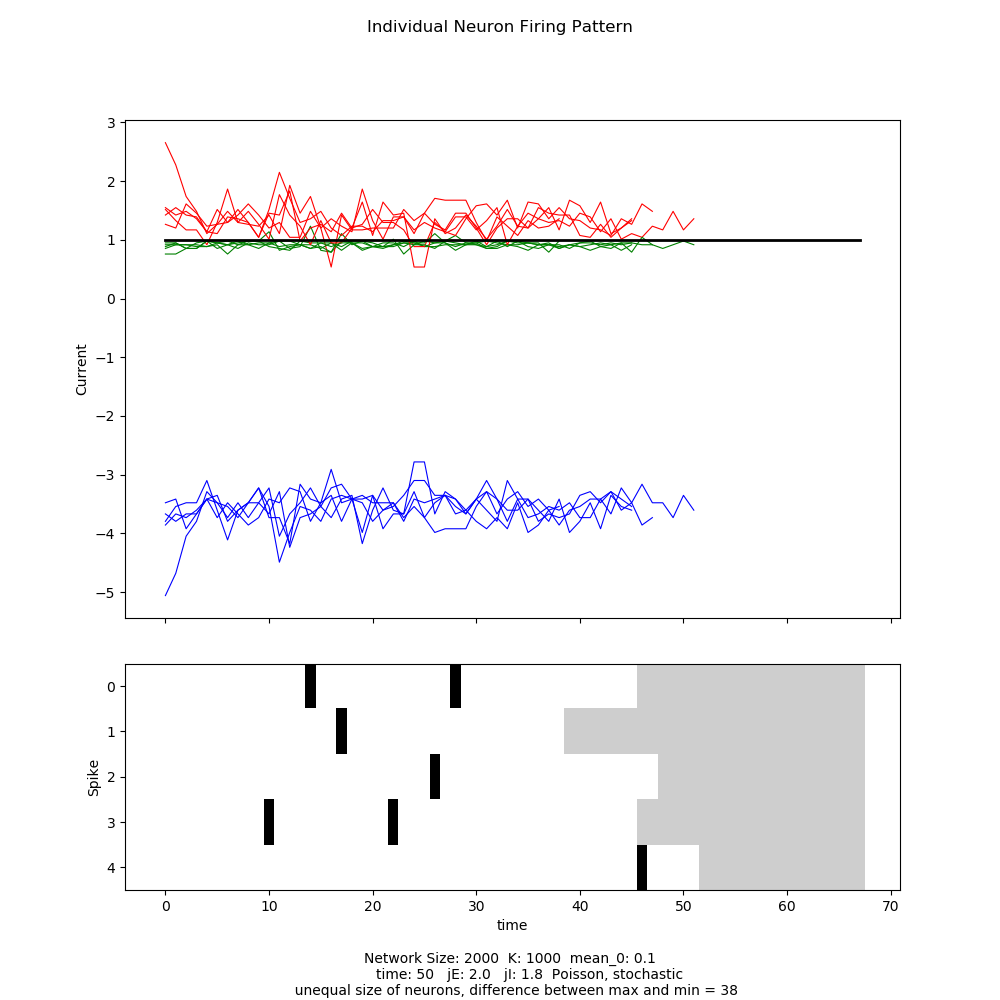 Individual Neuron Firing Pattern
3
2
1
0
−1
−2
−3
−4
−5
Current
0
1
2
3
4
Spike
0 10 20 30 40 50 60 70
time
Network Size: 2000 K: 1000 mean_0: 0.1
time: 50 jE: 2.0 jI: 1.8 Poisson, stochastic
unequal size of neurons, difference between max and min = 38